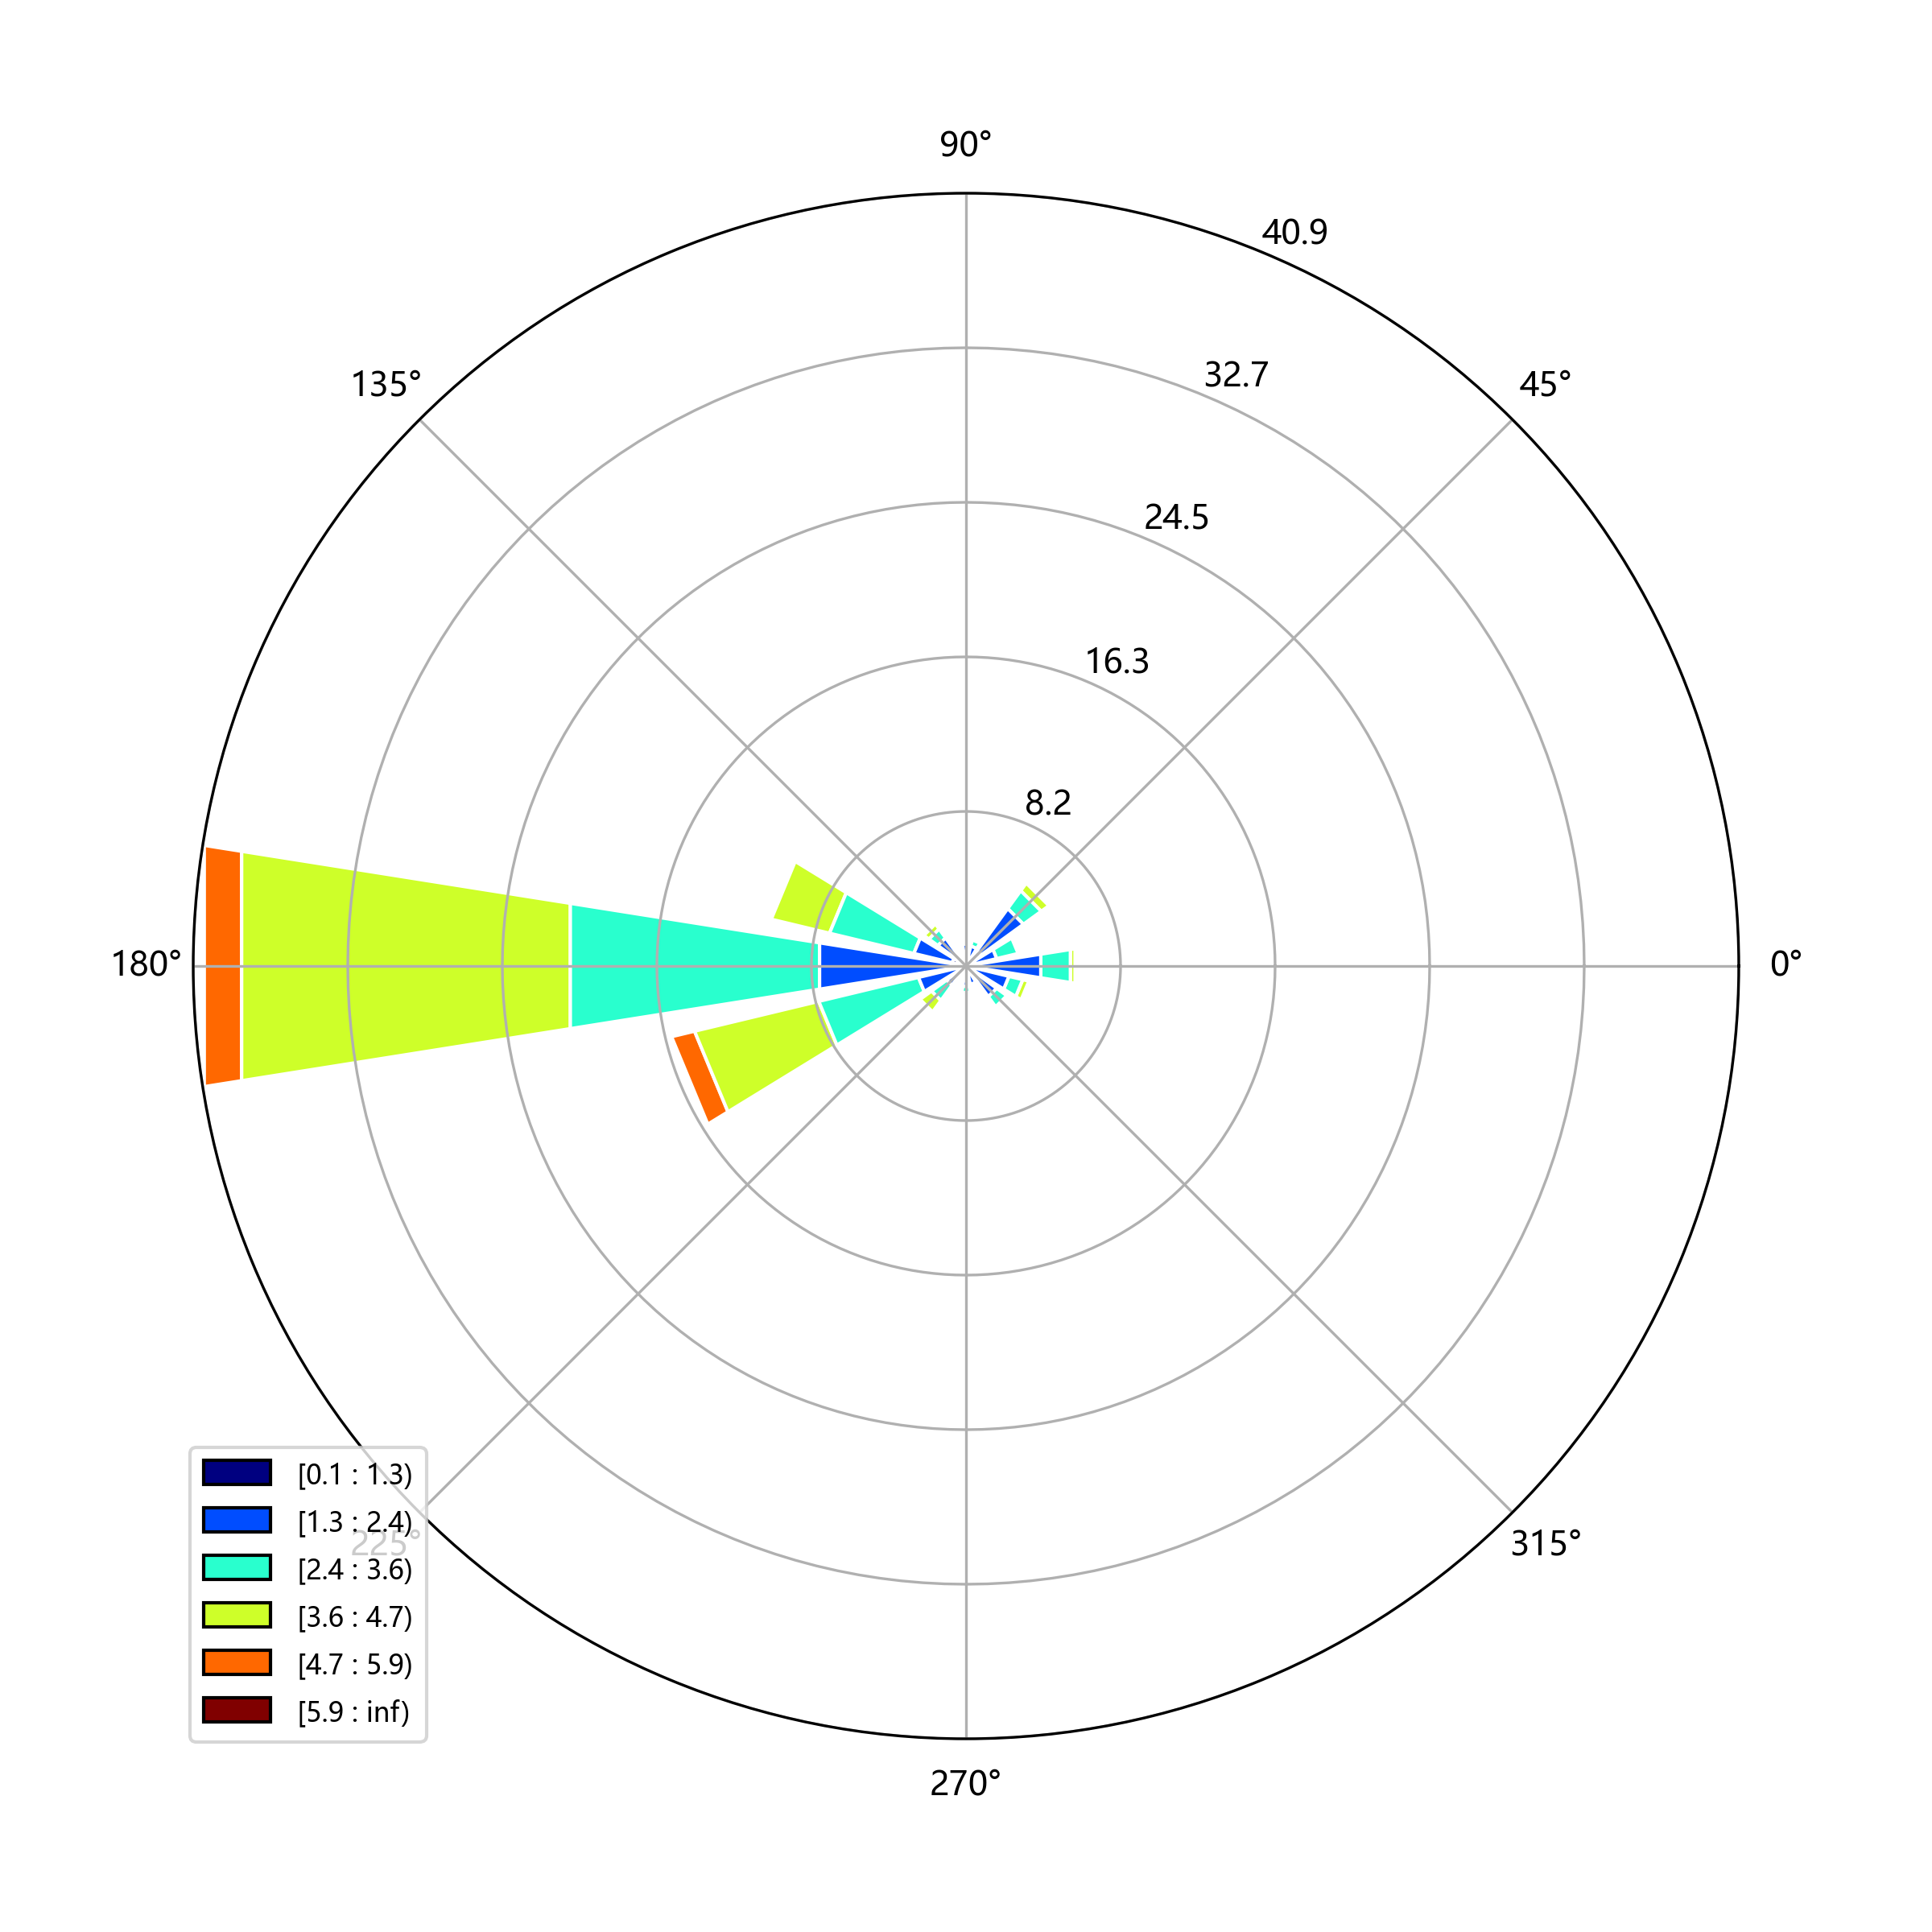 90°
40.9
32.7
135°
45°
24.5
16.3
8.2
180°
0°
[0.1 : 1.3)
[1.3 : 2.4)
225°
315°
[2.4 : 3.6)
[3.6 : 4.7)
[4.7 : 5.9)
[5.9 : inf)
270°